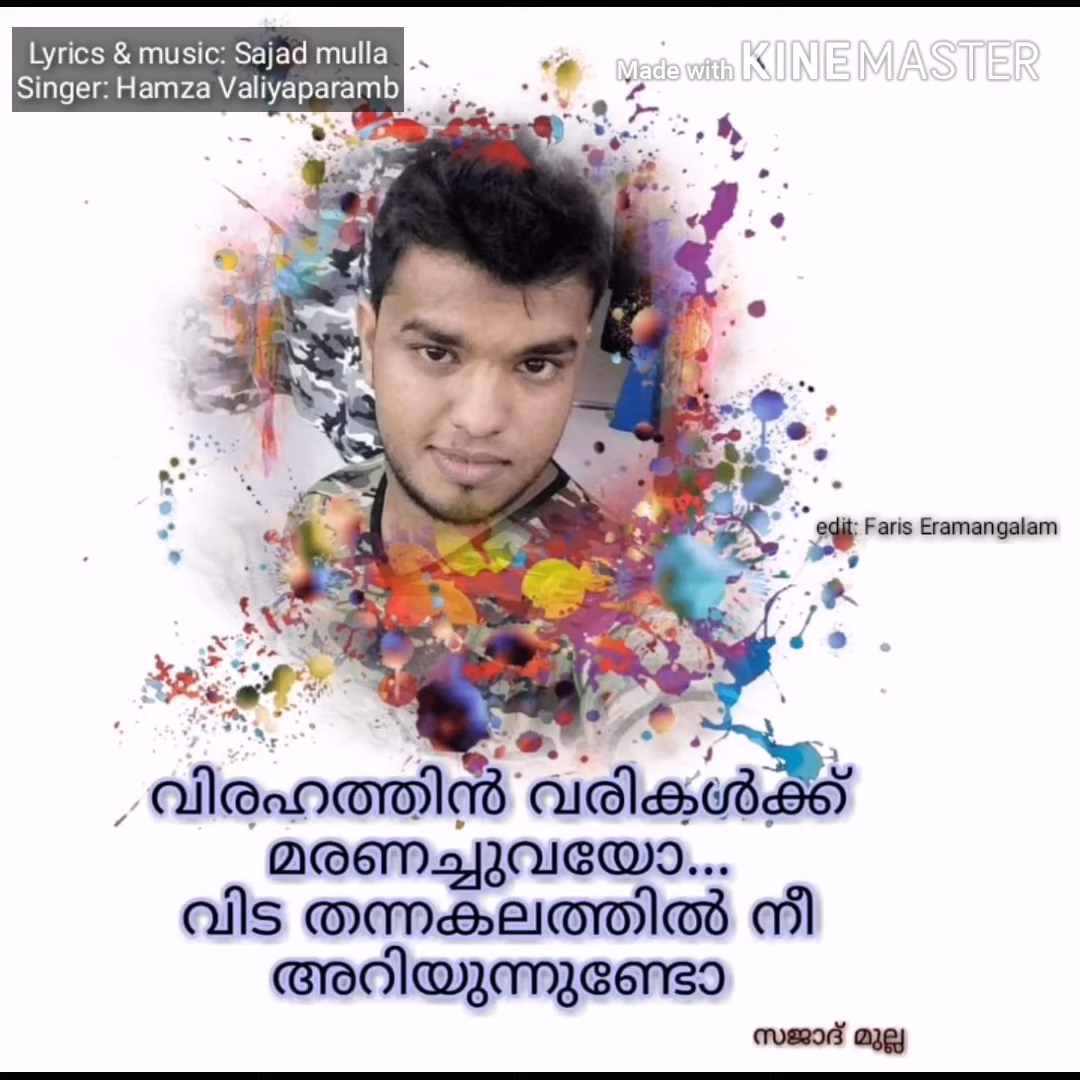 Lyrics & music: Sajad mulla
Singer: Hamza Valiyaparamb
Made with KINEMASTER
edit: Faris Eramangalam
വിരഹത്തിൻ വരികൾക്ക്
മരണച്ചുവയോ...
വിട തന്നകലത്തിൽ നീ
അറിയുന്നുണ്ടോ
സജാദ് മുല്ല